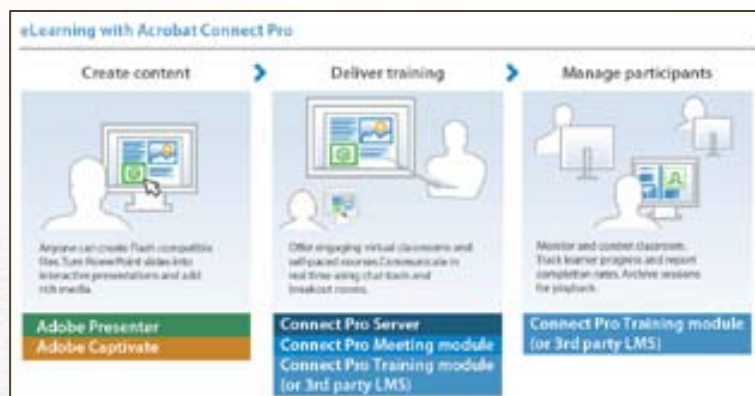 eLearning with Acrobat Connect Pro
Create content
Deliver training
Manage participants
Anyone can create Flash compatible
files. Turn PowerPoint slides into
interactive presentations and add
rich media.
Offer engaging virtual classrooms and
self-paced courses. Communicate in
real time using chat tools and
breakout rooms.
Monitor and control classroom.
Track learner progress and report
completion rates. Archive sessions
for playback.
Adobe Presenter
Adobe Captivate
Connect Pro Server
Connect Pro Meeting module
Connect Pro Training module
(or 3rd party LMS)
Connect Pro Training module
(or 3rd party LMS)